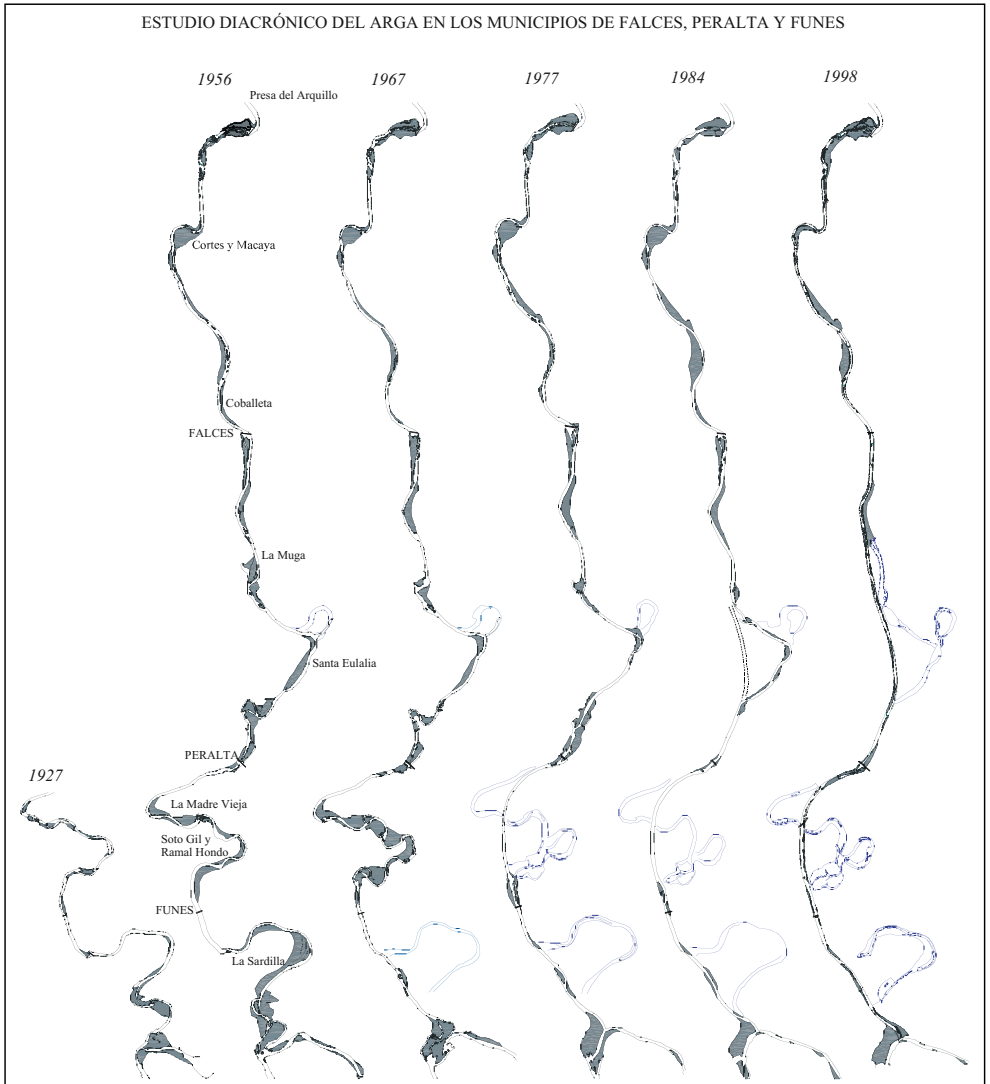 ESTUDIO DIACRÓNICO DEL ARGA EN LOS MUNICIPIOS DE FALCES, PERALTA Y FUNES
1956
1967
1977
1984
1998
Presa del Arquillo
Cortes y Macaya
Coballeta
FALCES
La Muga
Santa Eulalia
PERALTA
1927
La Madre Vieja
Soto Gil y
Ramal Hondo
FUNES
La Sardilla